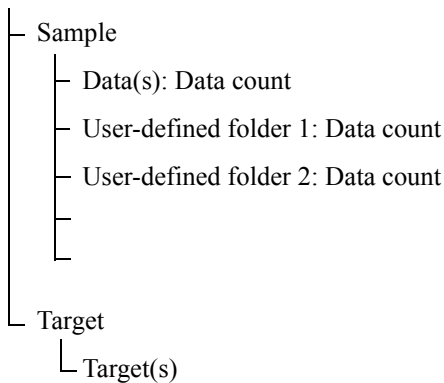 Sample
Data(s): Data count
User-defined folder 1: Data count
User-defined folder 2: Data count
Target
Target(s)